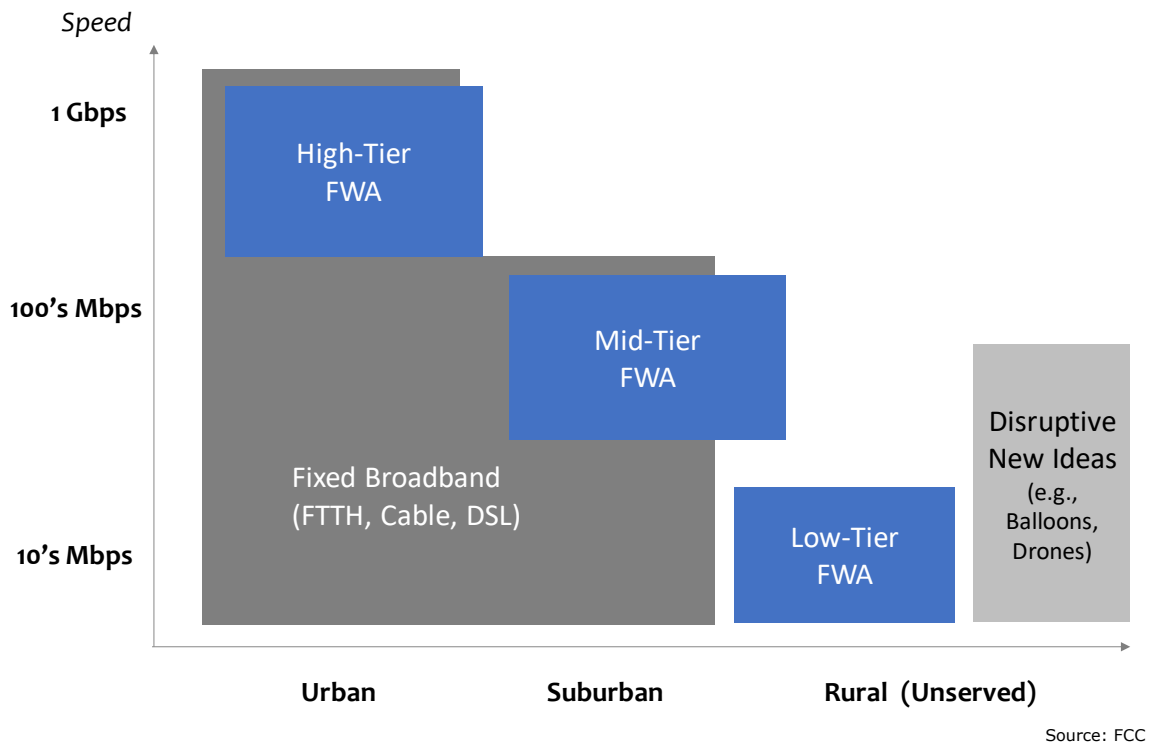 Speed
1 Gbps
High-Tier
FWA
100's Mbps
Mid-Tier
FWA
Disruptive
New Ideas
(e.g.,
Balloons,
Drones)
Fixed Broadband
(FTTH, Cable, DSL)
10's Mbps
Low-Tier
FWA
Urban
Suburban
Rural (Unserved)
Source: FCC